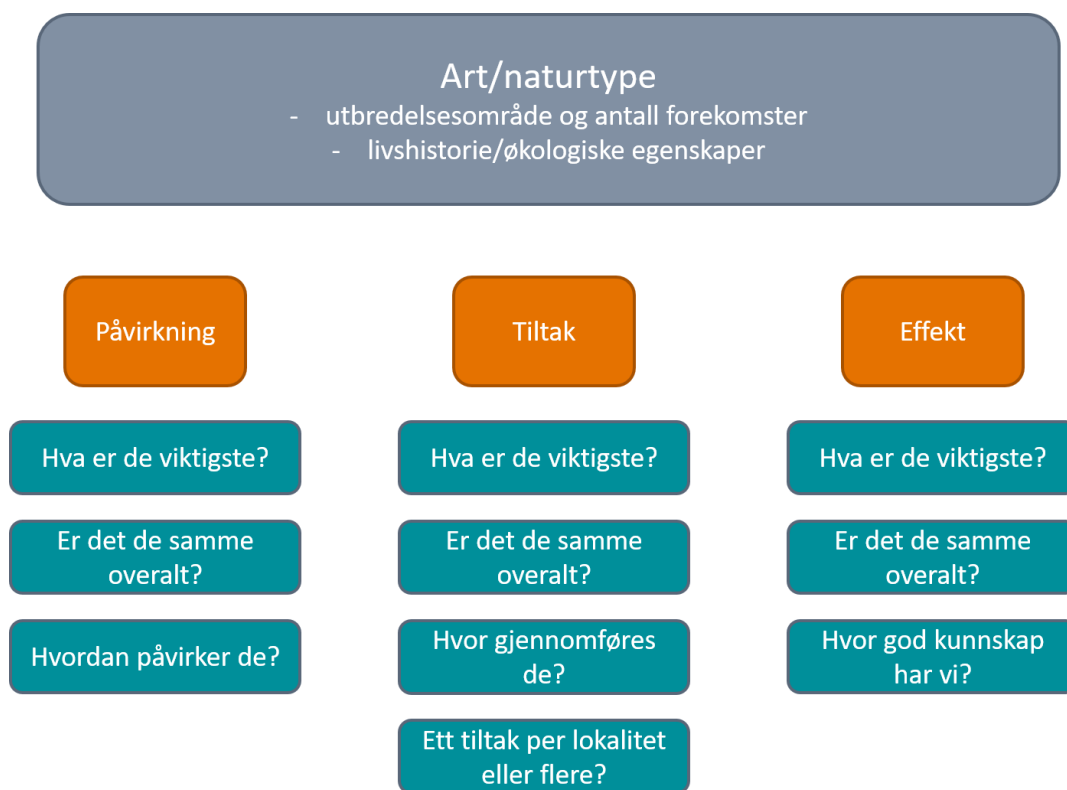 Art/naturtype
- utbredelsesområde og antall forekomster
- livshistorie/økologiske egenskaper
Påvirkning
Tiltak
Effekt
Hva er de viktigste?
Hva er de viktigste?
Hva er de viktigste?
Er det de samme
overalt?
Er det de samme
overalt?
Er det de samme
overalt?
Hvordan påvirker de?
Hvor gjennomføres
de?
Hvor god kunnskap
har vi?
Ett tiltak per lokalitet
eller flere?